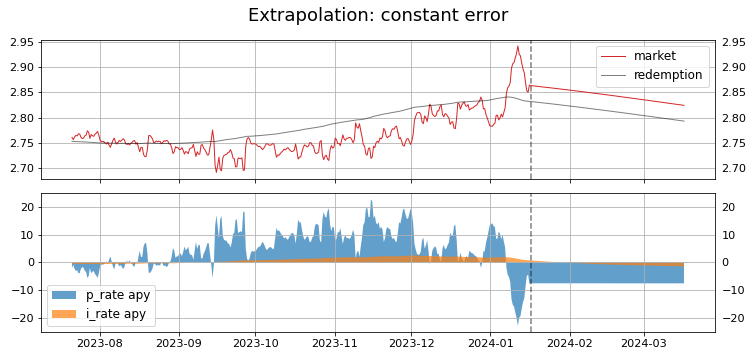 Extrapolation: constant error
2.95 2.95
2.90 2.90
2.85 2.85
2.80 2.80
2.75 2.75
2.70 2.70
market
redemption
20 20
10 10
0 0
−10 −10
−20 −20
p_rate apy
i_rate apy
2023-08 2023-09 2023-10 2023-11 2023-12 2024-01 2024-02 2024-03